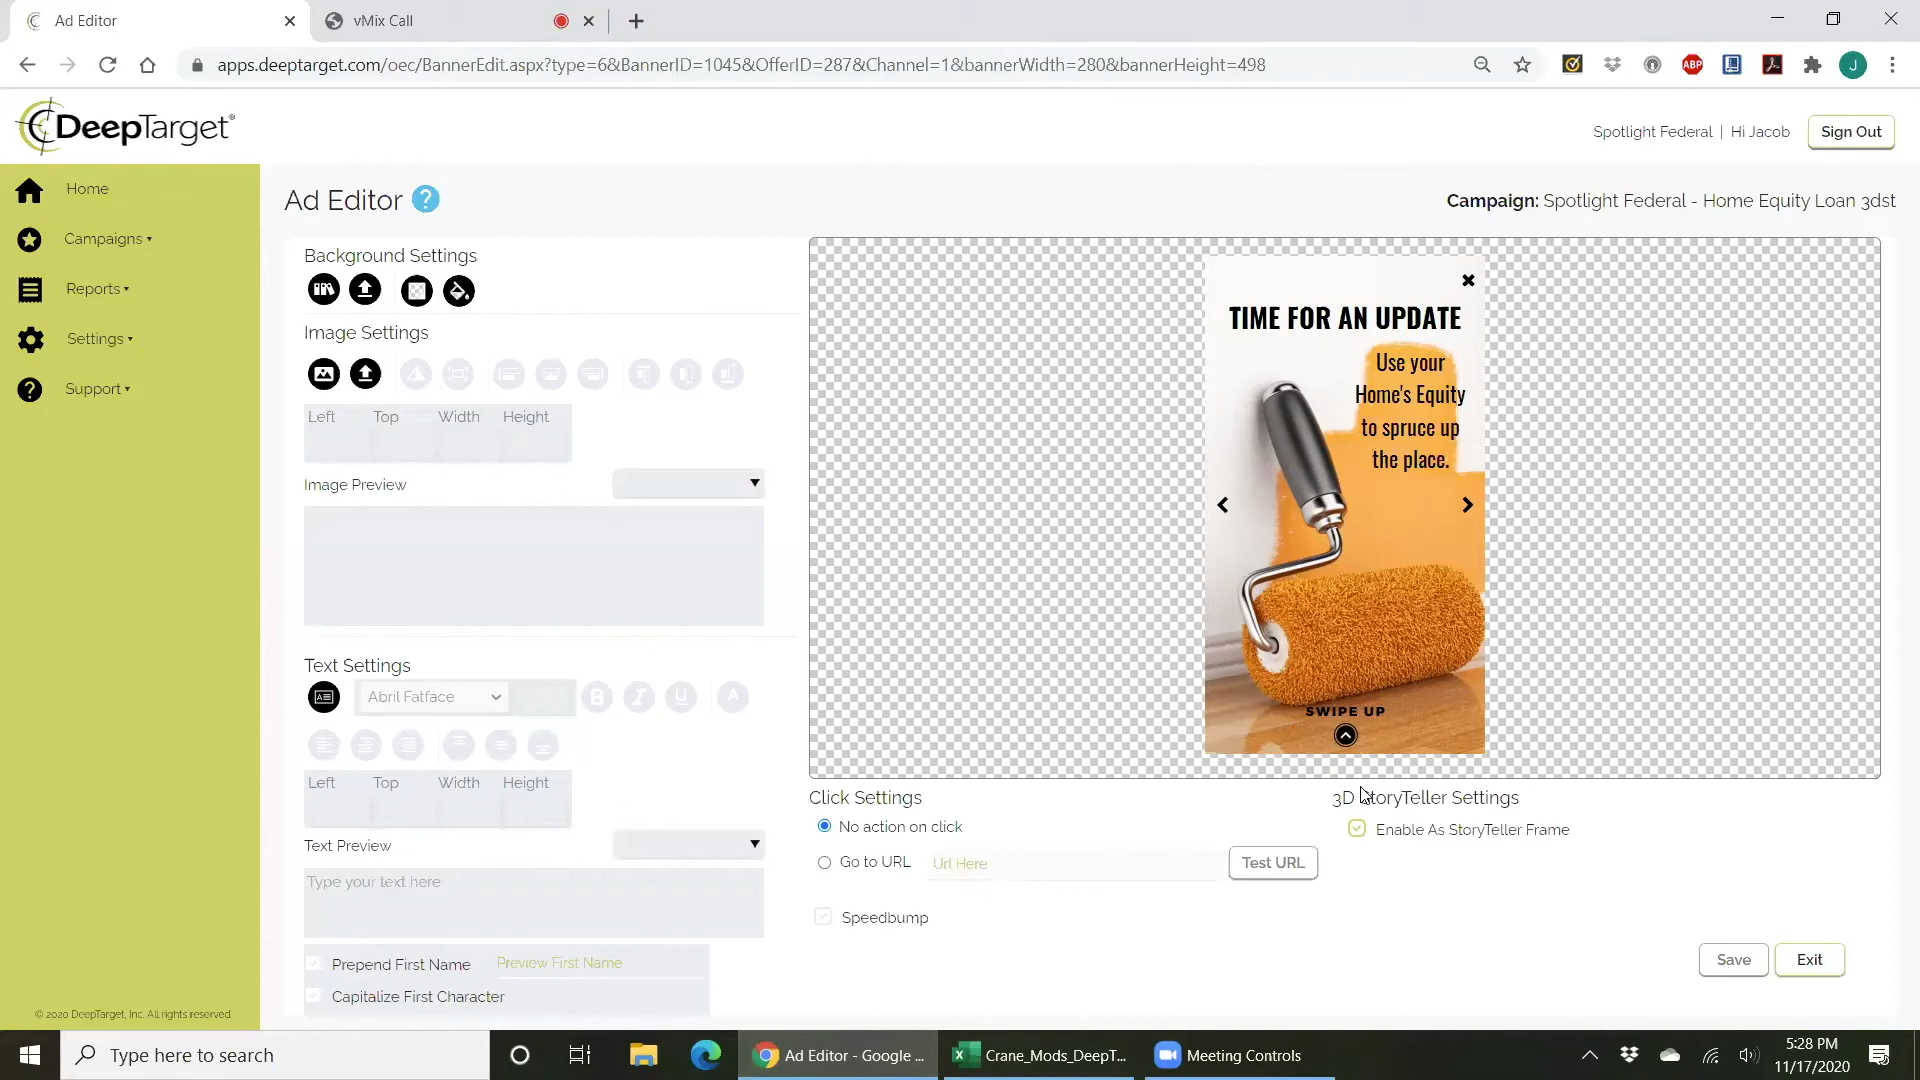 Ad Editor
vMix Call
apps.deeptarget.com/oec/BannerEdit.aspx?type=6&BannerID=1045&OfferID=287&Channel=1&bannerWidth=280&bannerHeight=498
ABP
J
DeepTarget®
Spotlight Federal | Hi Jacob
Sign Out
Home
Campaigns
Reports
Settings
Support
© 2020 DeepTarget, Inc. All rights reserved.
Ad Editor ?
Campaign: Spotlight Federal - Home Equity Loan 3dst
Background Settings
Image Settings
Left Top Width Height
Image Preview
Text Settings
Abril Fatface
B I U A
Left Top Width Height
Text Preview
Type your text here
Prepend First Name Preview First Name
Capitalize First Character
TIME FOR AN UPDATE
Use your
Home's Equity
to spruce up
the place.
SWIPE UP
Click Settings
No action on click
Go to URL Url Here Test URL
Speedbump
3D StoryTeller Settings
Enable As StoryTeller Frame
Save Exit
Type here to search
Ad Editor - Google ...
Crane_Mods_DeepT...
Meeting Controls
5:28 PM
11/17/2020